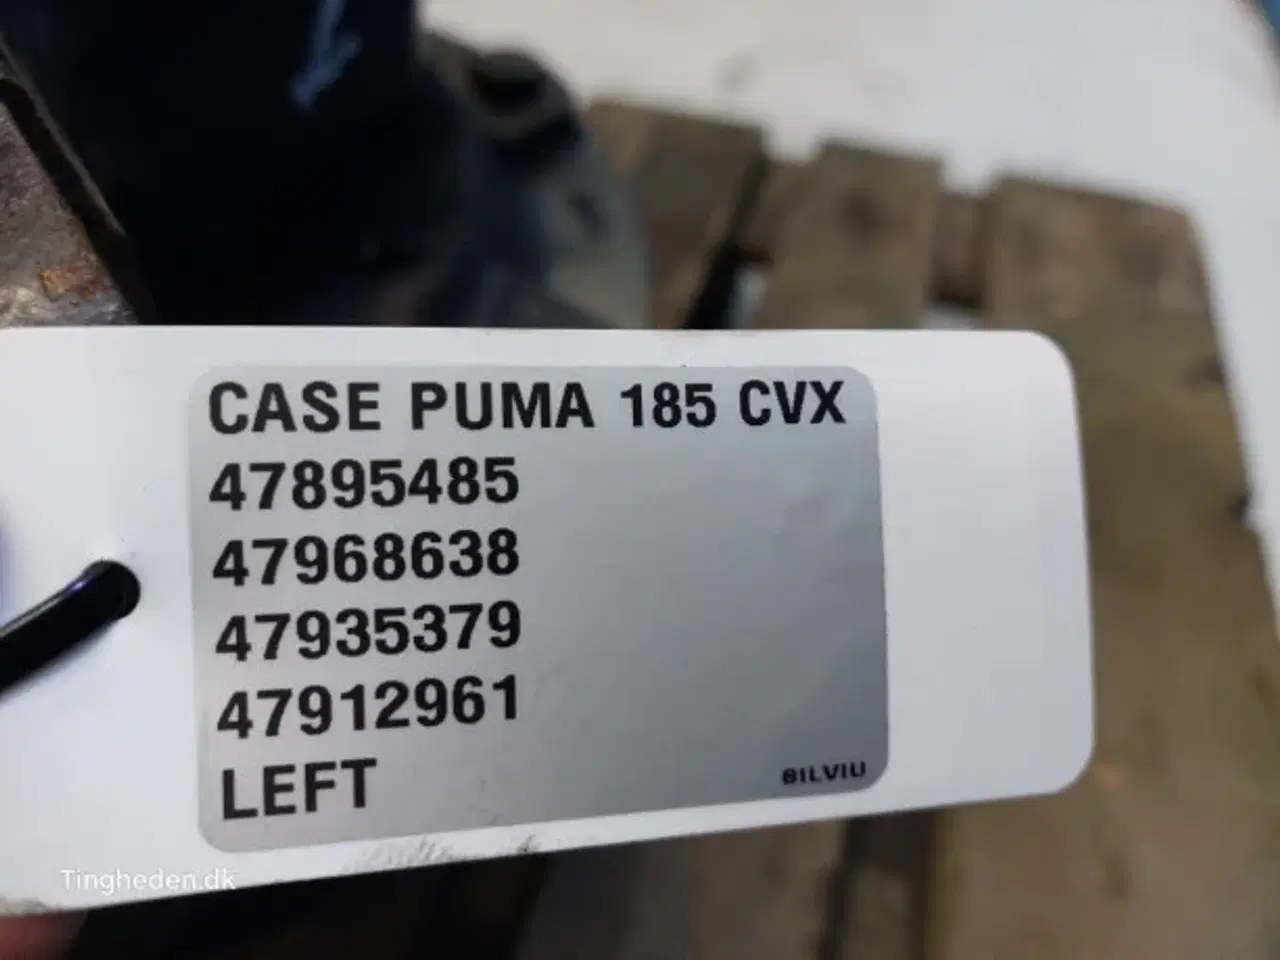 CASE PUMA 185 CVX
47895485
47968638
47935379
47912961
LEFT
SILVIU
Tingheden.dk